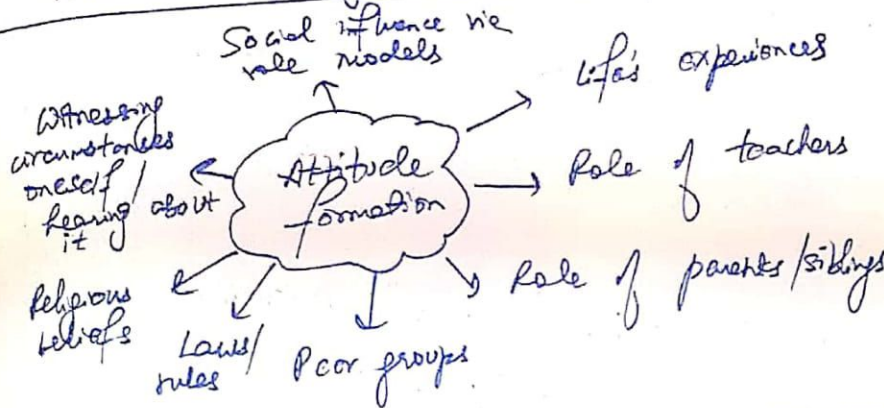 Social influence via
role models
Life's experiences
Witnessing
circumstances
oneself /
hearing about
it
Attitude
formation
Role of teachers
Role of parents/siblings
Religious
beliefs
Laws/
rules
Peer groups